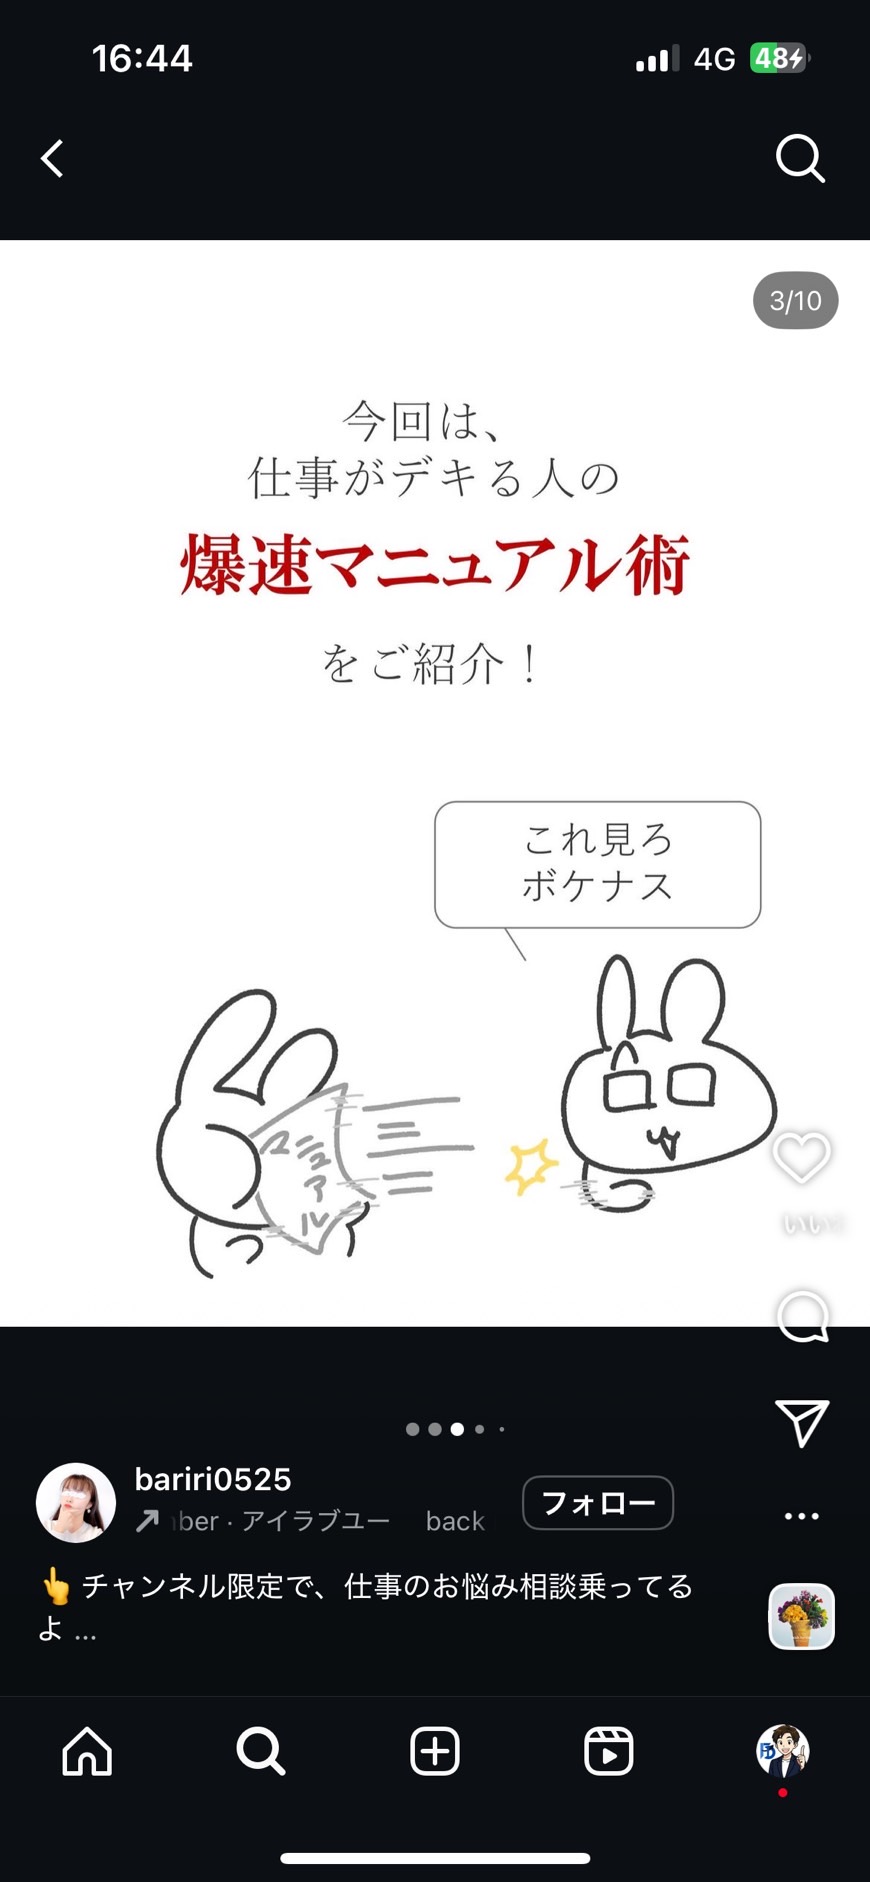 16:44
4G
48
3/10
今回は、
仕事がデキる人の
爆速マニュアル術
をご紹介！
これ見ろ
ボケナス
マニュアル
いい
bariri0525
フォロー
ber · アイラブユー back
👆 チャンネル限定で、仕事のお悩み相談乗ってる
よ ...